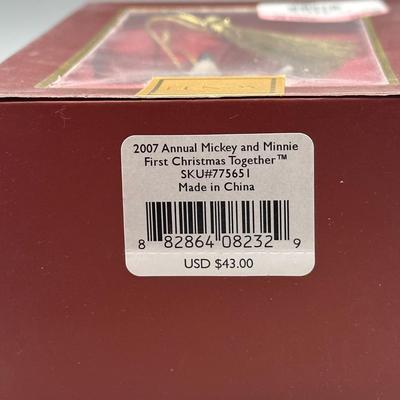 2007 Annual Mickey and Minnie
First Christmas Together™
SKU#775651
Made in China
8 82864 08232 9
USD $43.00